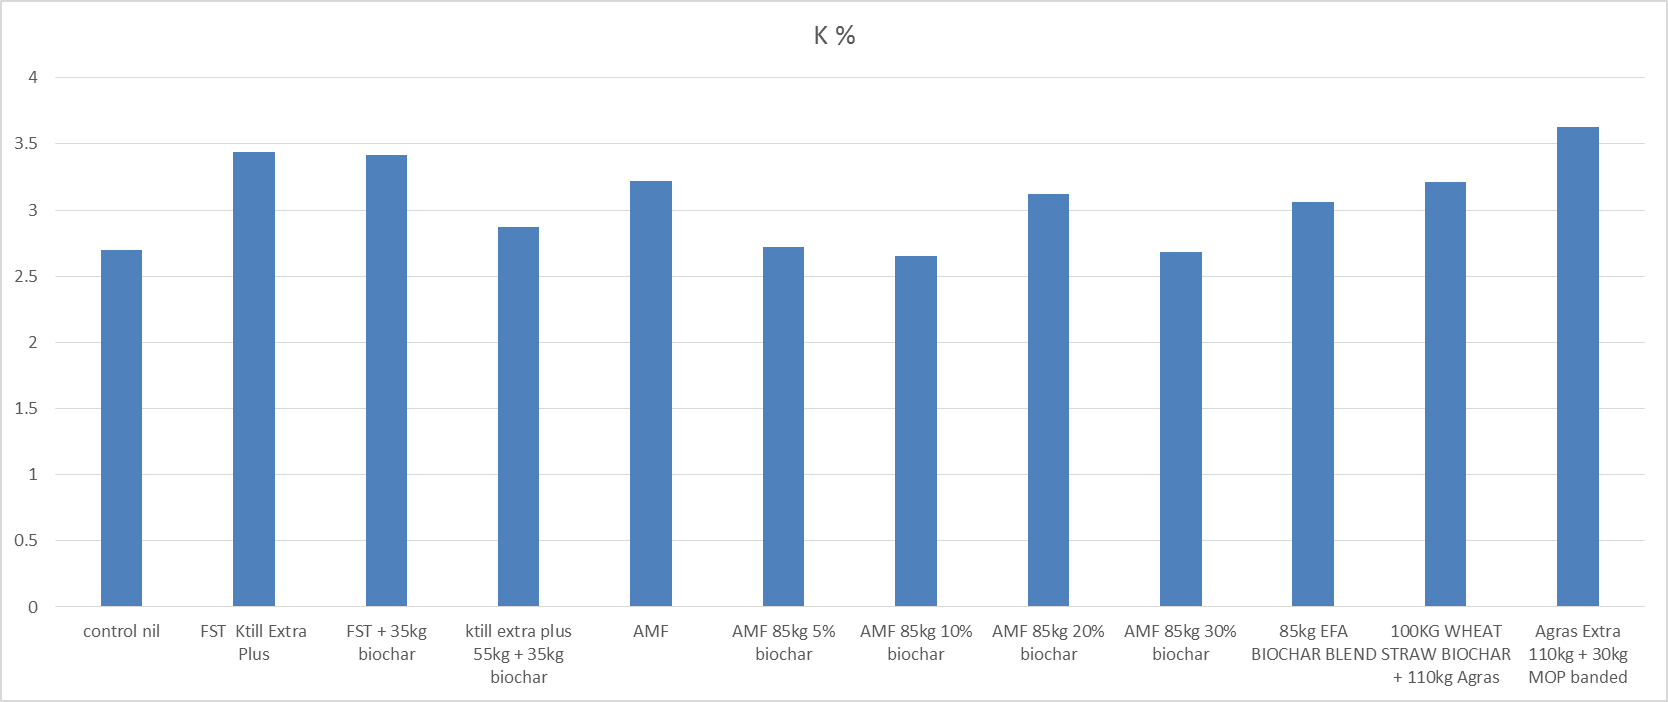 K %
4
3.5
3
2.5
2
1.5
1
0.5
0
control nil
FST  Ktill Extra
Plus
FST + 35kg
biochar
ktill extra plus
55kg + 35kg
biochar
AMF
AMF 85kg 5%
biochar
AMF 85kg 10%
biochar
AMF 85kg 20%
biochar
AMF 85kg 30%
biochar
85kg EFA
BIOCHAR BLEND
100KG WHEAT
STRAW BIOCHAR
+ 110kg Agras
Agras Extra
110kg + 30kg
MOP banded